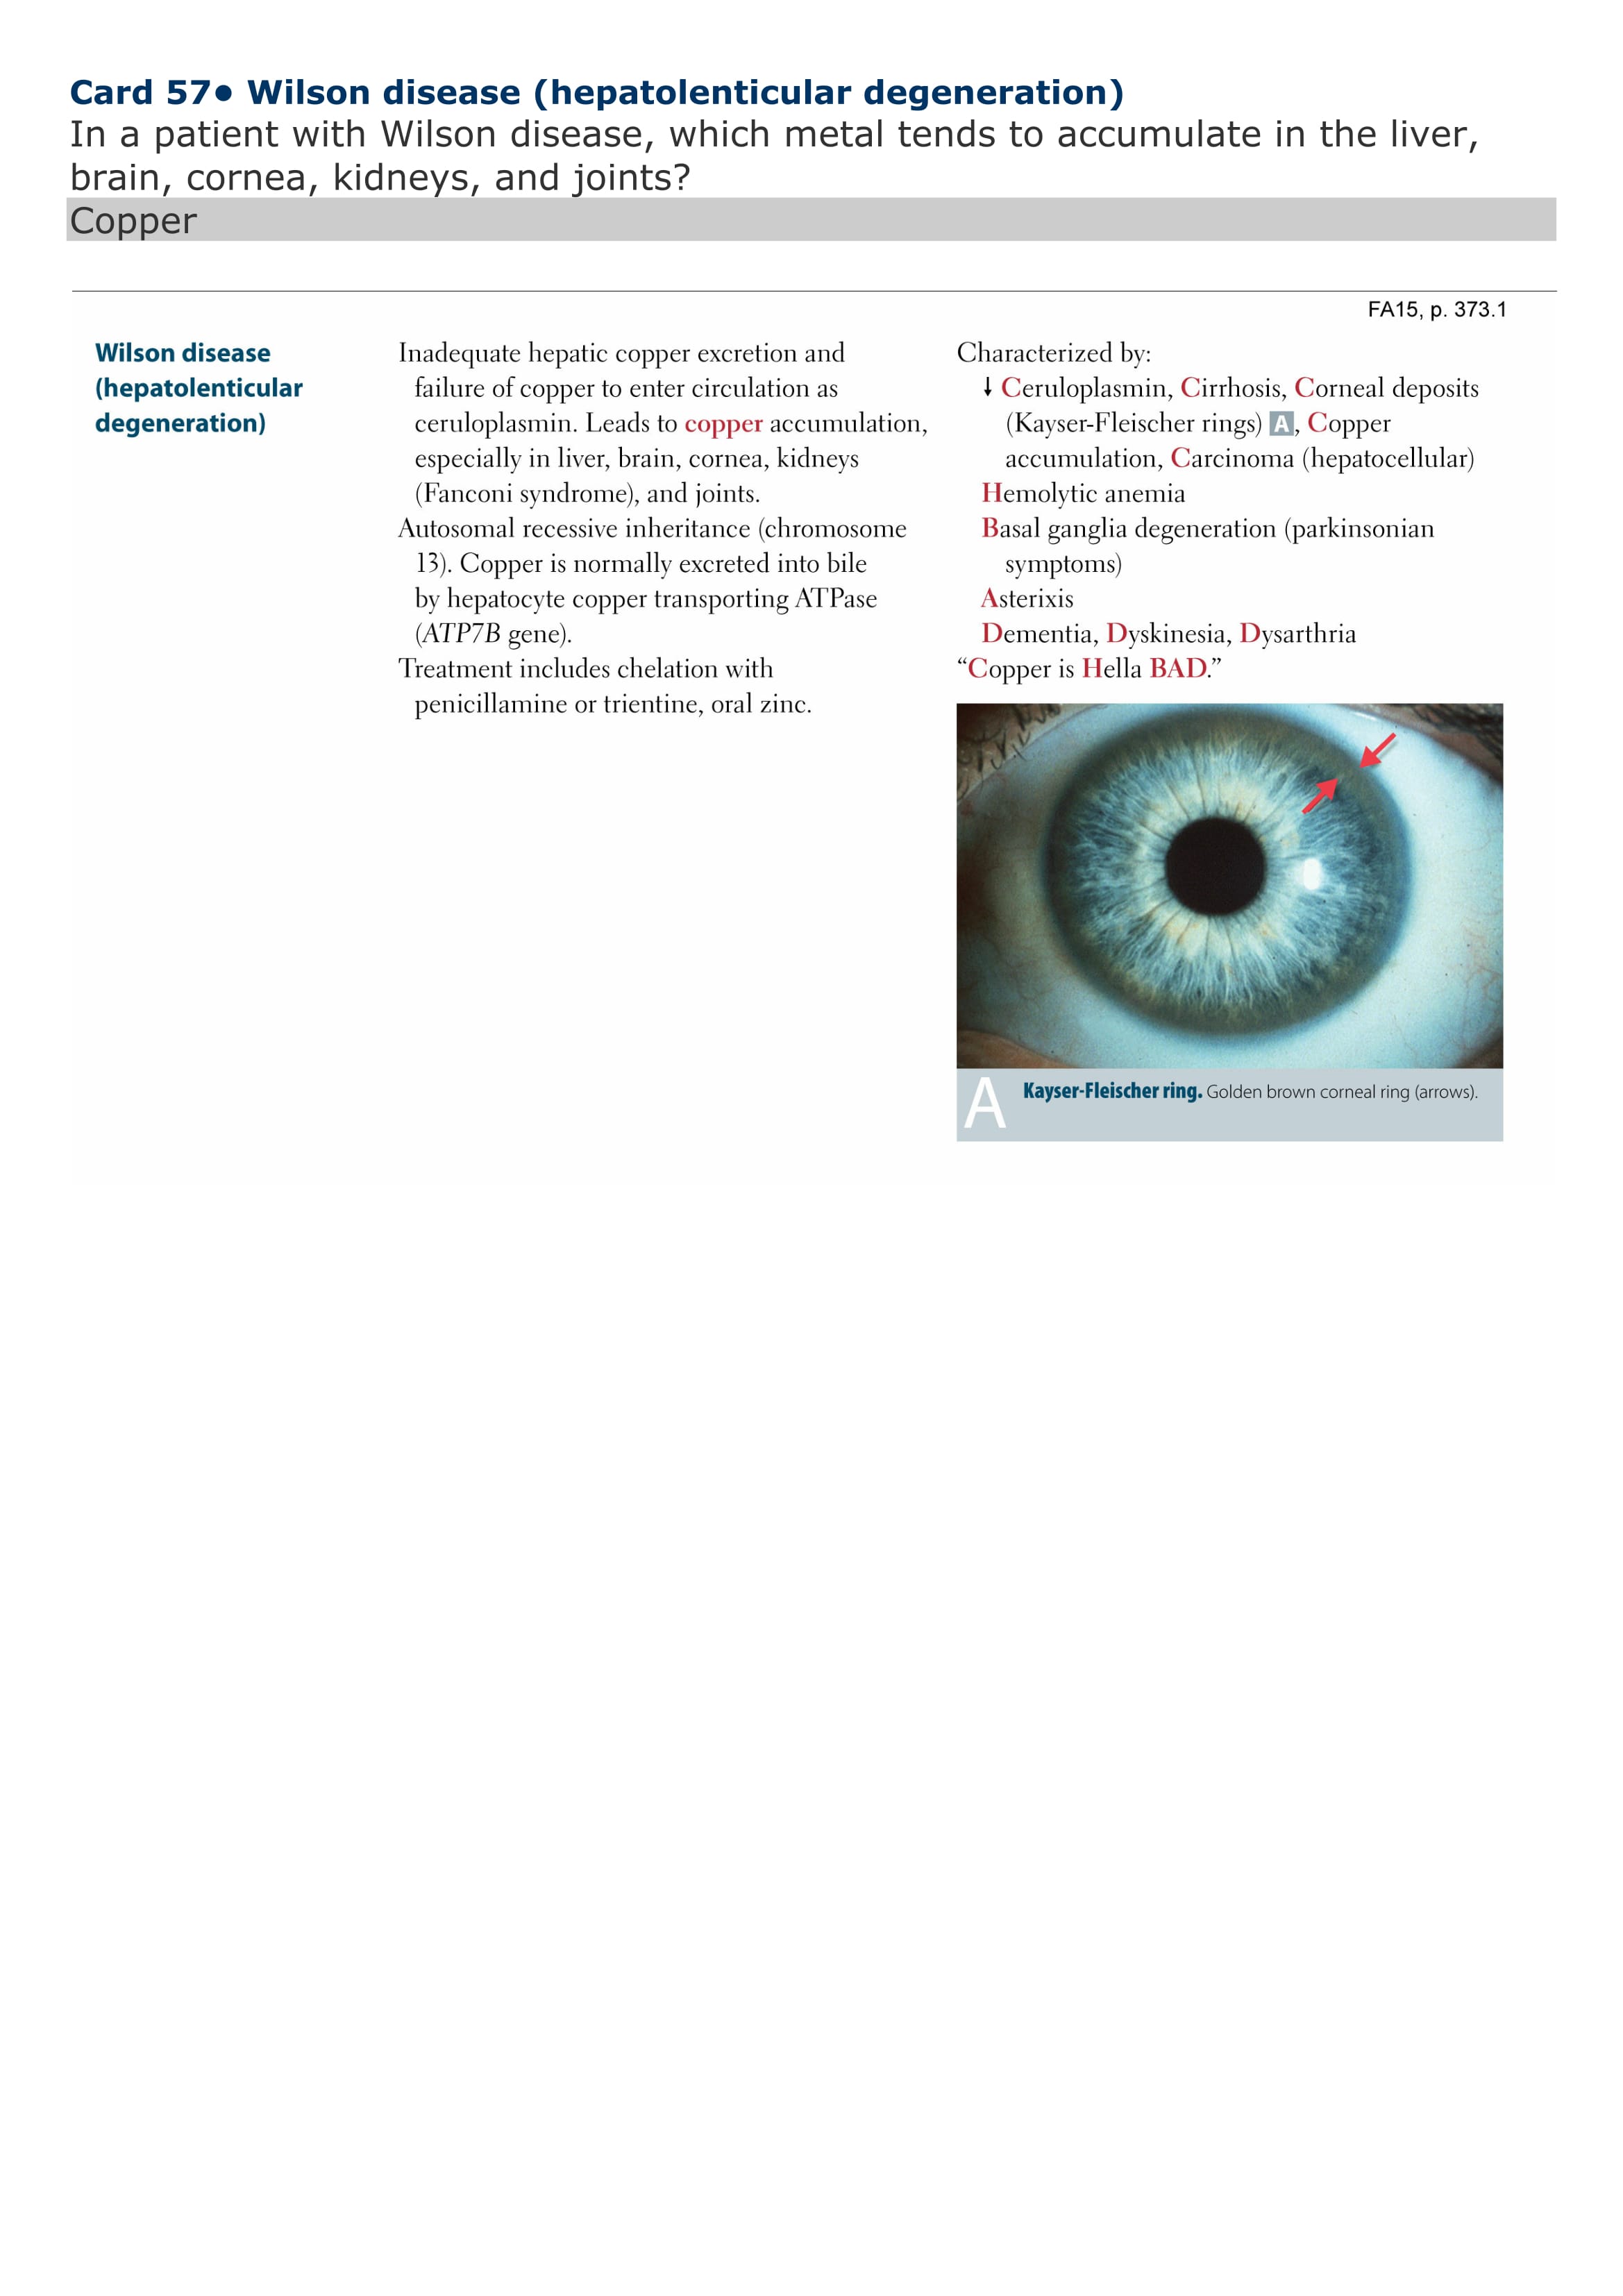 Card 57• Wilson disease (hepatolenticular degeneration)
In a patient with Wilson disease, which metal tends to accumulate in the liver,
brain, cornea, kidneys, and joints?
Copper
FA15, p. 373.1
Wilson disease
(hepatolenticular
degeneration)
Inadequate hepatic copper excretion and
failure of copper to enter circulation as
ceruloplasmin. Leads to copper accumulation,
especially in liver, brain, cornea, kidneys
(Fanconi syndrome), and joints.
Autosomal recessive inheritance (chromosome
13). Copper is normally excreted into bile
by hepatocyte copper transporting ATPase
(ATP7B gene).
Treatment includes chelation with
penicillamine or trientine, oral zinc.
Characterized by:
↓ Ceruloplasmin, Cirrhosis, Corneal deposits
(Kayser-Fleischer rings) A, Copper
accumulation, Carcinoma (hepatocellular)
Hemolytic anemia
Basal ganglia degeneration (parkinsonian
symptoms)
Asterixis
Dementia, Dyskinesia, Dysarthria
“Copper is Hella BAD.”
A Kayser-Fleischer ring. Golden brown corneal ring (arrows).